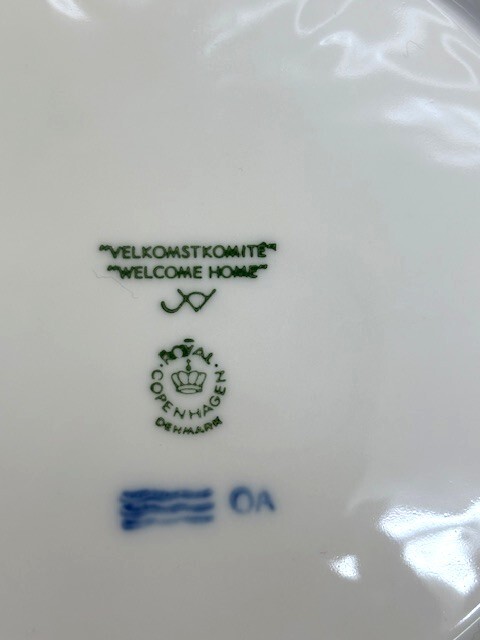 "VELKOMSTKOMITÉ"
"WELCOME HOME"
ROYAL
COPENHAGEN
DENMARK
OA